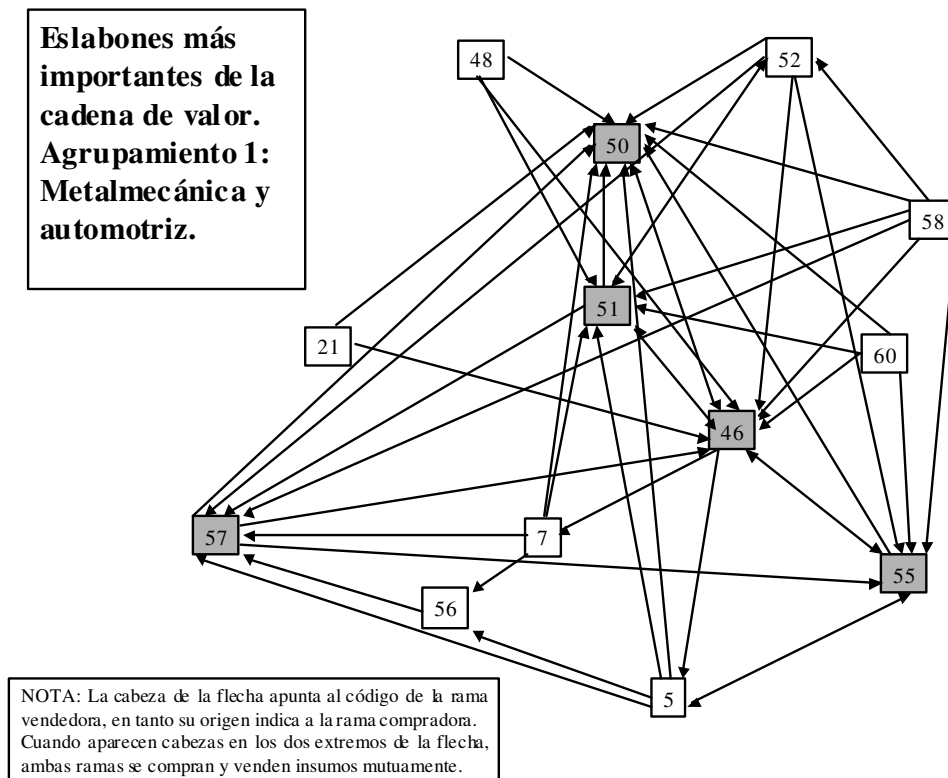 Eslabones más
importantes de la
cadena de valor.
Agrupamiento 1:
Metalmecánica y
automotriz.
48
52
50
58
51
21
60
46
57
7
55
56
5
NOTA: La cabeza de la flecha apunta al código de la rama
vendedora, en tanto su origen indica a la rama compradora.
Cuando aparecen cabezas en los dos extremos de la flecha,
ambas ramas se compran y venden insumos mutuamente.